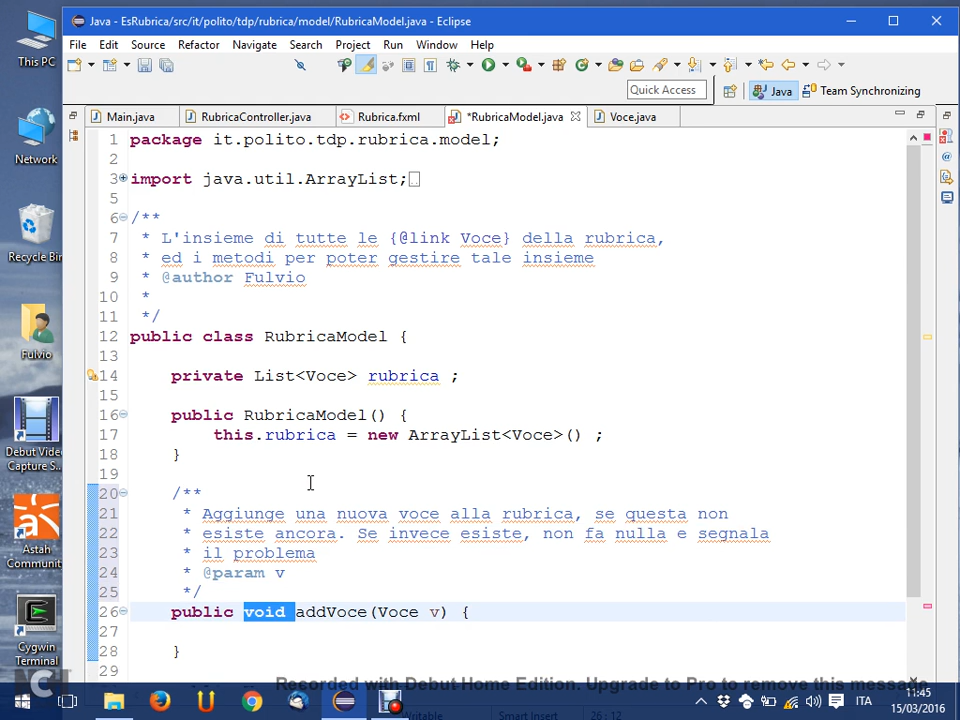 Java - EsRubrica/src/it/polito/tdp/rubrica/model/RubricaModel.java - Eclipse
File Edit Source Refactor Navigate Search Project Run Window Help
Quick Access
Java
Team Synchronizing
Main.java
RubricaController.java
Rubrica.fxml
*RubricaModel.java
Voce.java
1 package it.polito.tdp.rubrica.model;
2
3 import java.util.ArrayList;
5
6 /**
7 * L'insieme di tutte le {@link Voce} della rubrica,
8 * ed i metodi per poter gestire tale insieme
9 * @author Fulvio
10 *
11 */
12 public class RubricaModel {
13
14 private List<Voce> rubrica ;
15
16 public RubricaModel() {
17 this.rubrica = new ArrayList<Voce>() ;
18 }
19
20 /**
21 * Aggiunge una nuova voce alla rubrica, se questa non
22 * esiste ancora. Se invece esiste, non fa nulla e segnala
23 * il problema
24 * @param v
25 */
26 public void addVoce(Voce v) {
27
28 }
29
This PC
Network
Recycle Bin
Fulvio
Debut Video
Capture S...
Astah
Communit
Cygwin
Terminal
Recorded with Debut Home Edition. Upgrade to Pro to remove this message
Writable
Smart Insert
26 : 12
ITA
11:45
15/03/2016